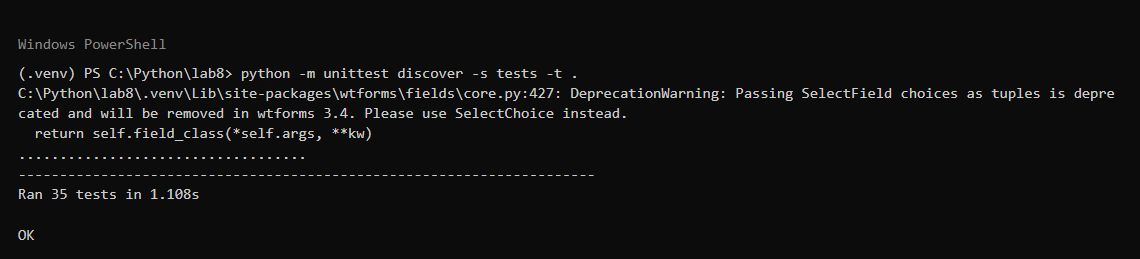 Windows PowerShell
(.venv) PS C:\Python\lab8> python -m unittest discover -s tests -t .
C:\Python\lab8\.venv\Lib\site-packages\wtforms\fields\core.py:427: DeprecationWarning: Passing SelectField choices as tuples is depre
cated and will be removed in wtforms 3.4. Please use SelectChoice instead.
  return self.field_class(*self.args, **kw)
...................................
----------------------------------------------------------------------
Ran 35 tests in 1.108s
OK